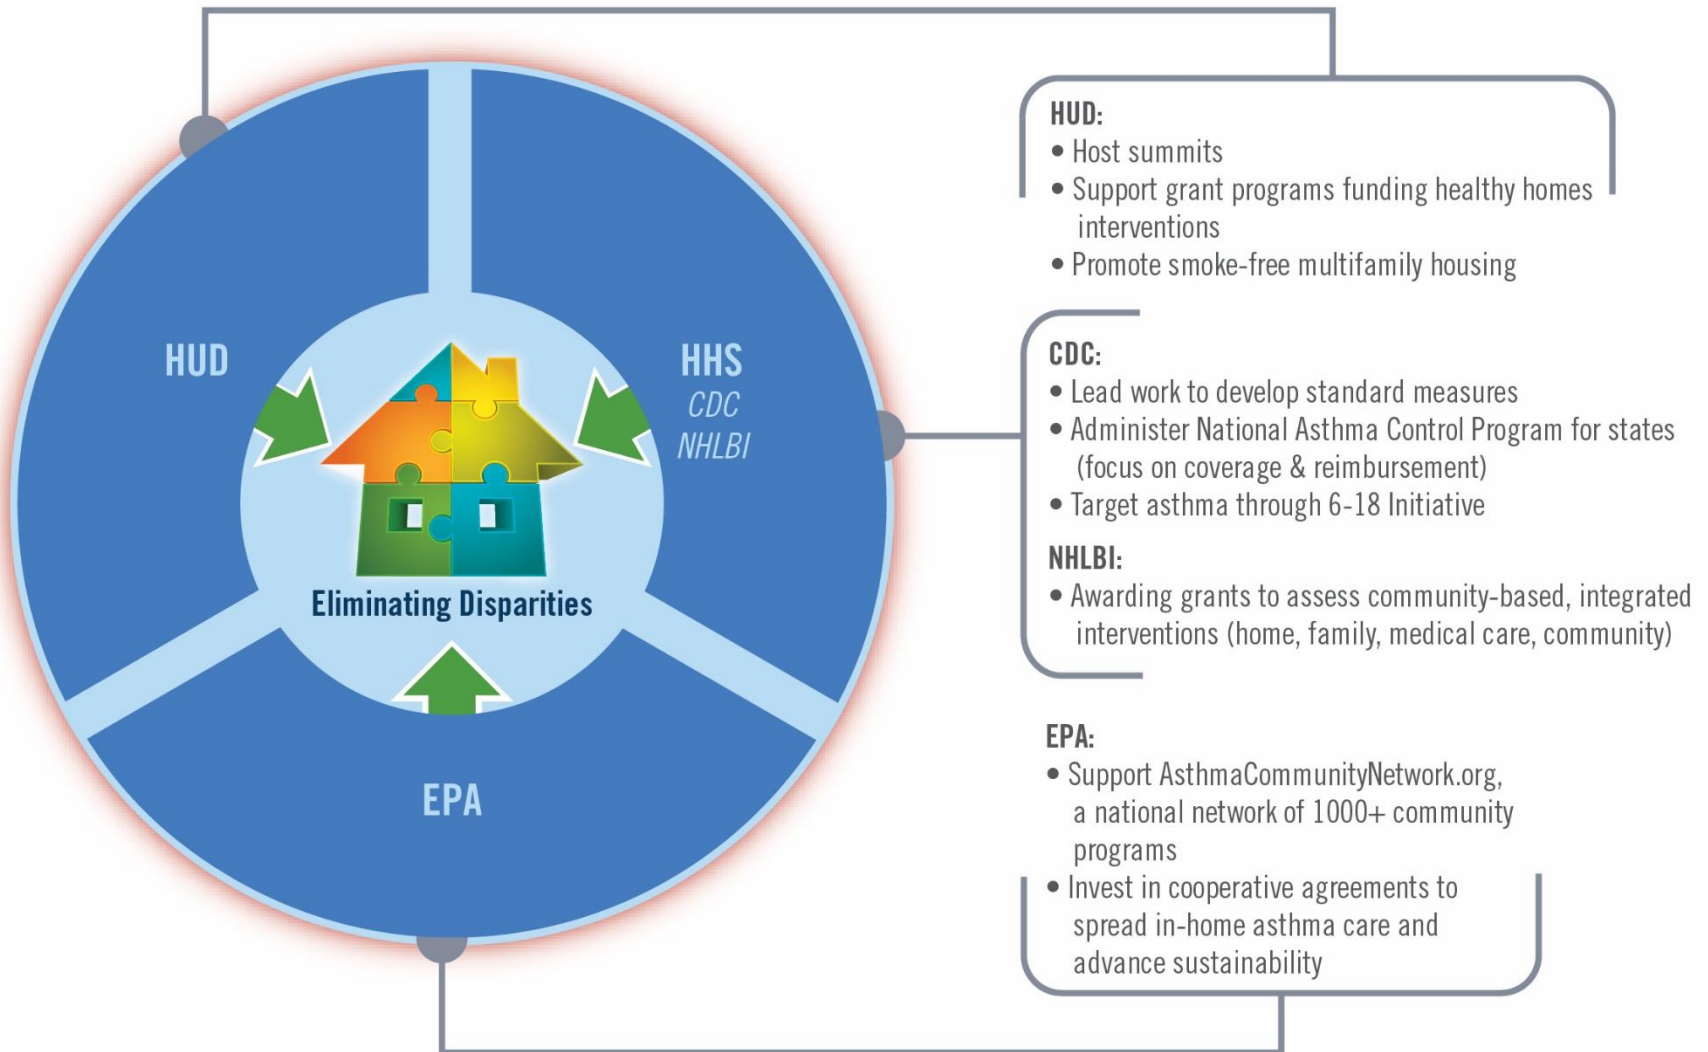 HUD
HHS
CDC
NHLBI
Eliminating Disparities
EPA
HUD:
• Host summits
• Support grant programs funding healthy homes
interventions
• Promote smoke-free multifamily housing
CDC:
• Lead work to develop standard measures
• Administer National Asthma Control Program for states
(focus on coverage & reimbursement)
• Target asthma through 6-18 Initiative
NHLBI:
• Awarding grants to assess community-based, integrated
interventions (home, family, medical care, community)
EPA:
• Support AsthmaCommunityNetwork.org,
a national network of 1000+ community
programs
• Invest in cooperative agreements to
spread in-home asthma care and
advance sustainability